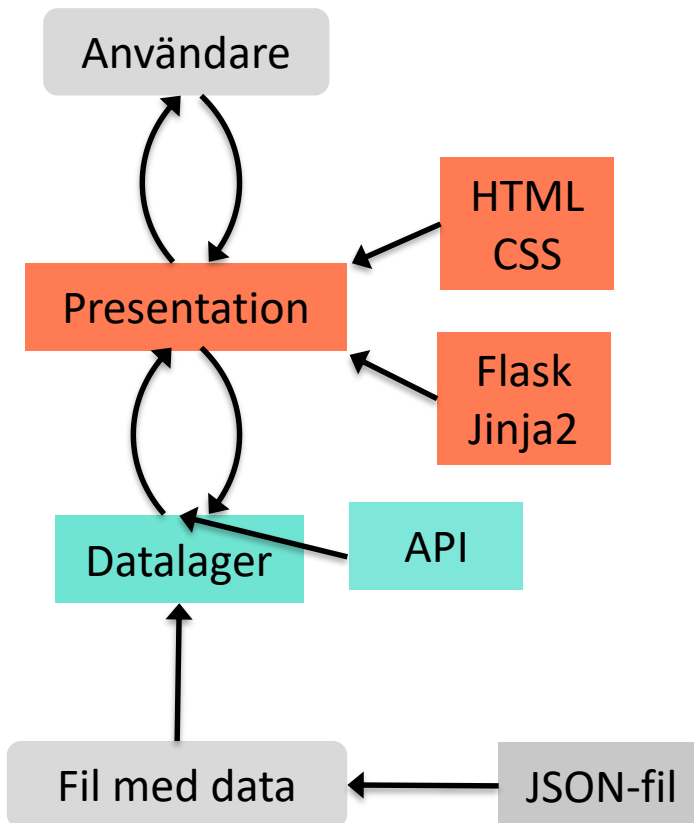 Användare
HTML
CSS
Presentation
Flask
Jinja2
API
Datalager
Fil med data
JSON-fil